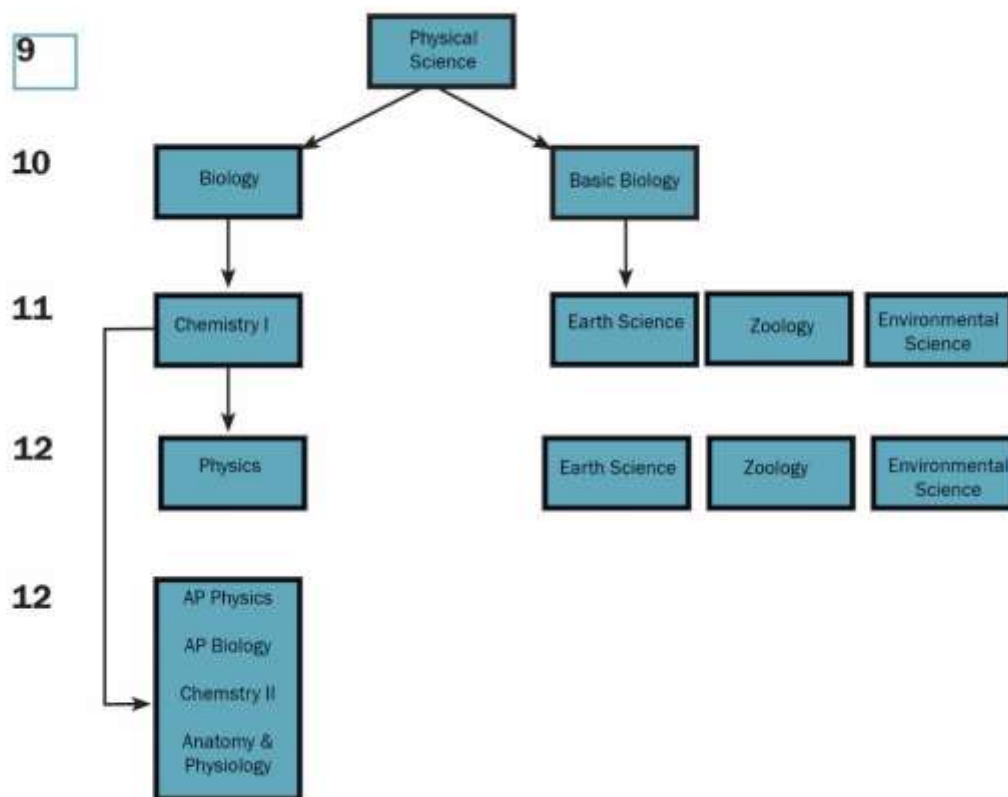 9
Physical
Science
10
Biology
Basic Biology
11
Chemistry I
Earth Science
Zoology
Environmental
Science
12
Physics
Earth Science
Zoology
Environmental
Science
12
AP Physics
AP Biology
Chemstry II
Anatomy &
Physiology